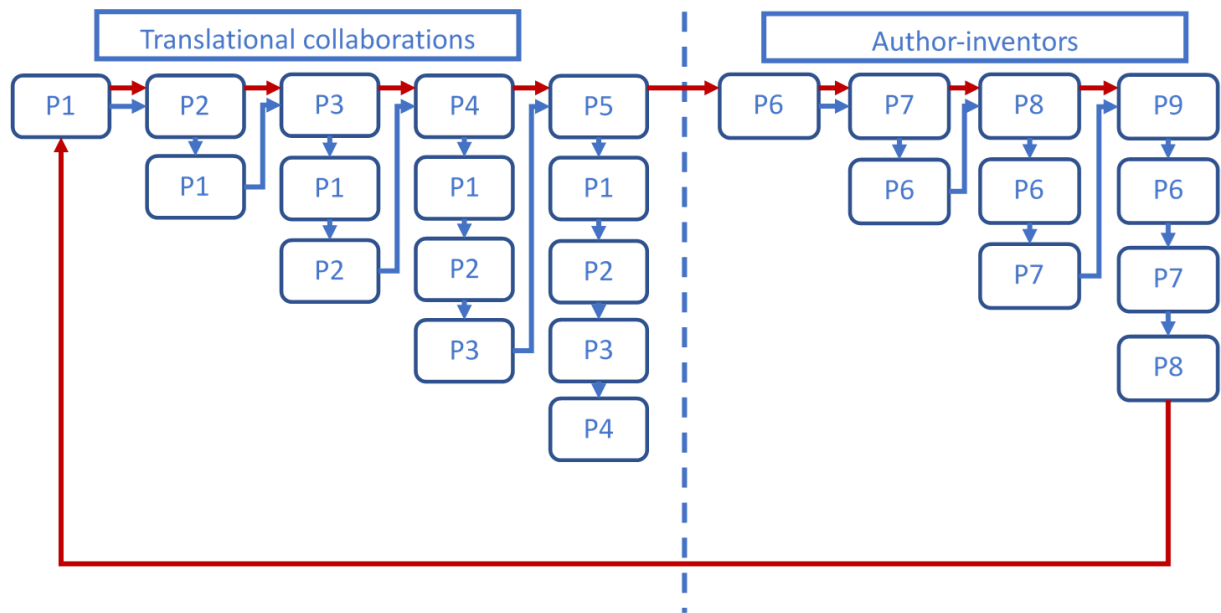 Translational collaborations
Author-inventors
P1
P2
P3
P4
P5
P6
P7
P8
P9
P1
P1
P1
P1
P6
P6
P6
P2
P2
P2
P7
P7
P3
P3
P8
P4